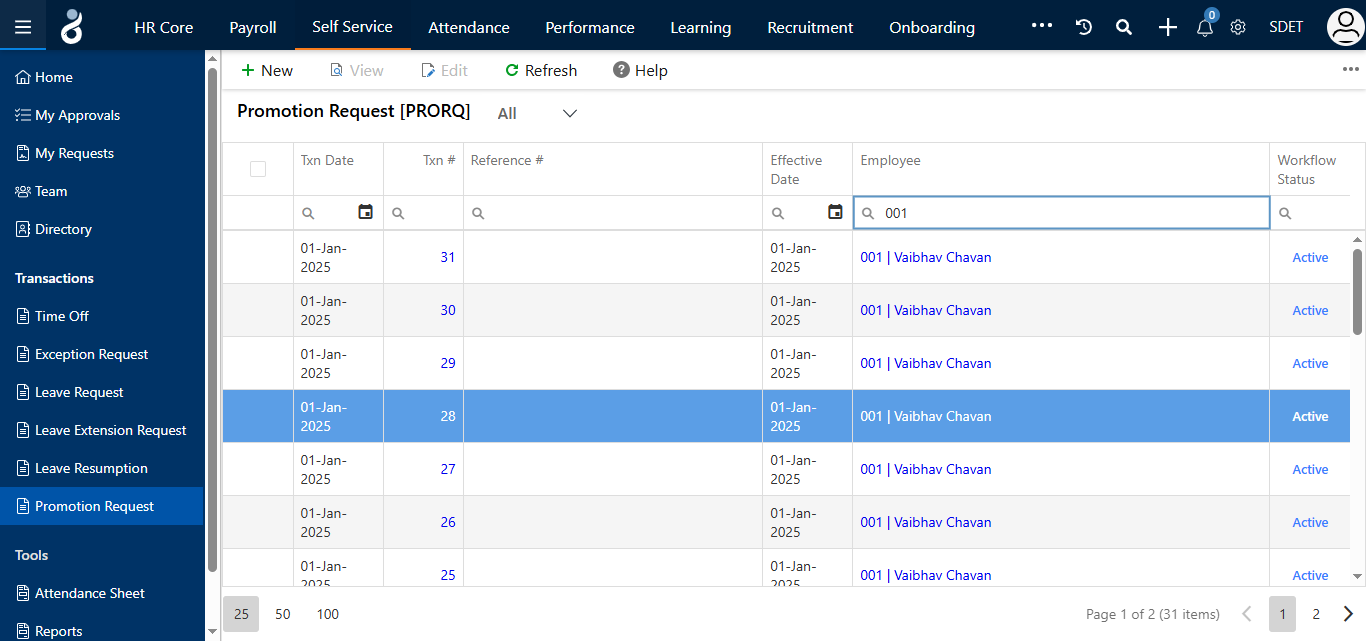 HR Core Payroll Self Service Attendance Performance Learning Recruitment Onboarding 0 SDET
Home
My Approvals
My Requests
Team
Directory
Transactions
Time Off
Exception Request
Leave Request
Leave Extension Request
Leave Resumption
Promotion Request
Tools
Attendance Sheet
Reports
New View Edit Refresh Help
Promotion Request [PRORQ] All
Txn Date Txn # Reference # Effective Date Employee Workflow Status
001
01-Jan-2025 31 01-Jan-2025 001 | Vaibhav Chavan Active
01-Jan-2025 30 01-Jan-2025 001 | Vaibhav Chavan Active
01-Jan-2025 29 01-Jan-2025 001 | Vaibhav Chavan Active
01-Jan-2025 28 01-Jan-2025 001 | Vaibhav Chavan Active
01-Jan-2025 27 01-Jan-2025 001 | Vaibhav Chavan Active
01-Jan-2025 26 01-Jan-2025 001 | Vaibhav Chavan Active
01-Jan-2025 25 01-Jan-2025 001 | Vaibhav Chavan Active
25 50 100 Page 1 of 2 (31 items) 1 2